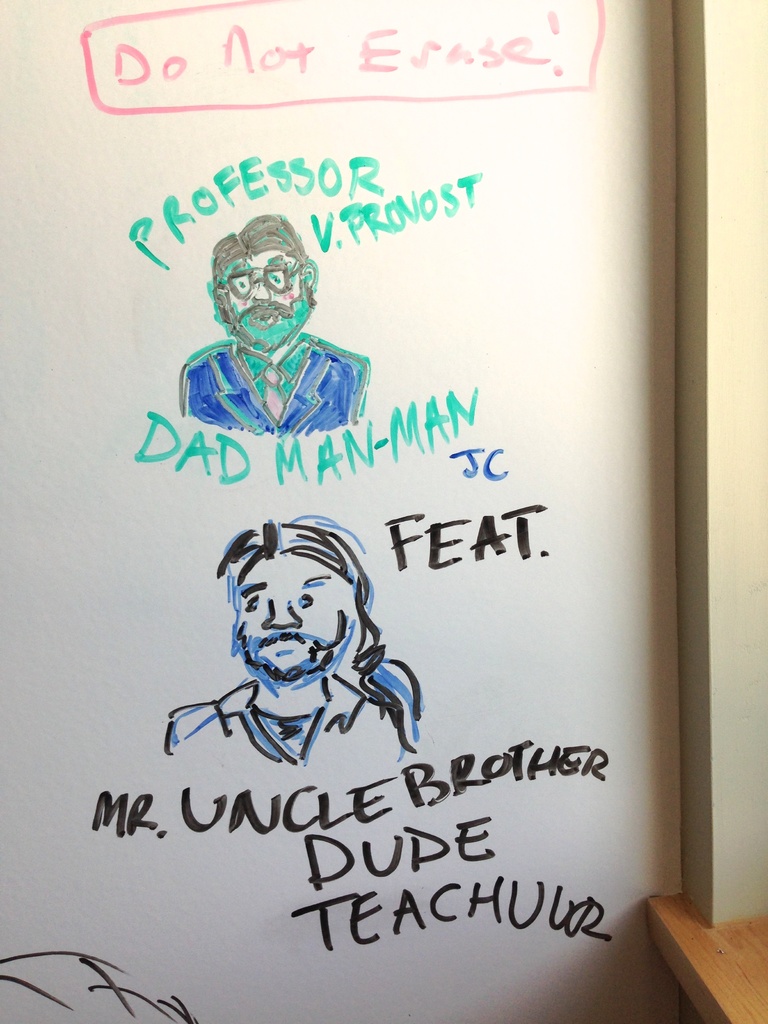 Do Not Erase!
PROFESSOR
V. PROVOST
DAD MAN-MAN
JC
FEAT.
MR. UNCLE BROTHER
DUDE
TEACHUUR